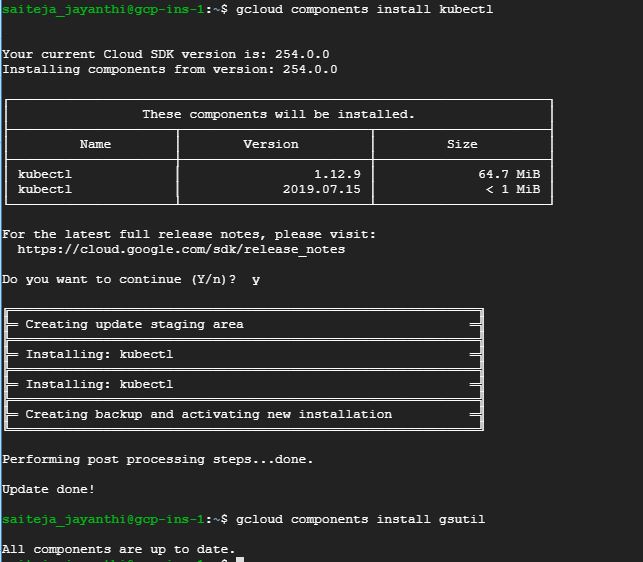 saiteja_jayanthi@gcp-ins-1:~$ gcloud components install kubectl
Your current Cloud SDK version is: 254.0.0
Installing components from version: 254.0.0
These components will be installed.
Name Version Size
kubectl 1.12.9 64.7 MiB
kubectl 2019.07.15 < 1 MiB
For the latest full release notes, please visit:
https://cloud.google.com/sdk/release_notes
Do you want to continue (Y/n)? y
Creating update staging area
Installing: kubectl
Installing: kubectl
Creating backup and activating new installation
Performing post processing steps...done.
Update done!
saiteja_jayanthi@gcp-ins-1:~$ gcloud components install gsutil
All components are up to date.
saiteja_jayanthi@gcp-ins-1:~$